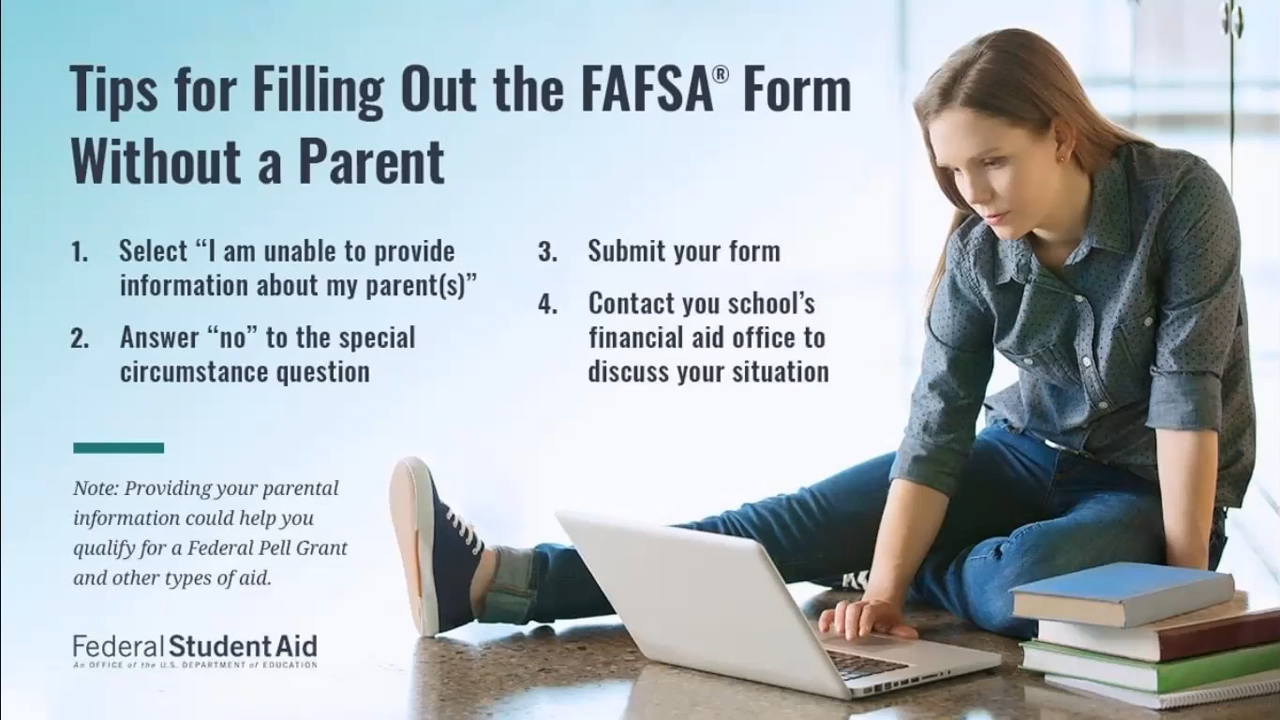 Tips for Filling Out the FAFSA® Form
Without a Parent
1. Select “I am unable to provide
information about my parent(s)”
2. Answer “no” to the special
circumstance question
3. Submit your form
4. Contact you school’s
financial aid office to
discuss your situation
Note: Providing your parental
information could help you
qualify for a Federal Pell Grant
and other types of aid.
Federal Student Aid
An OFFICE of the U.S. DEPARTMENT of EDUCATION